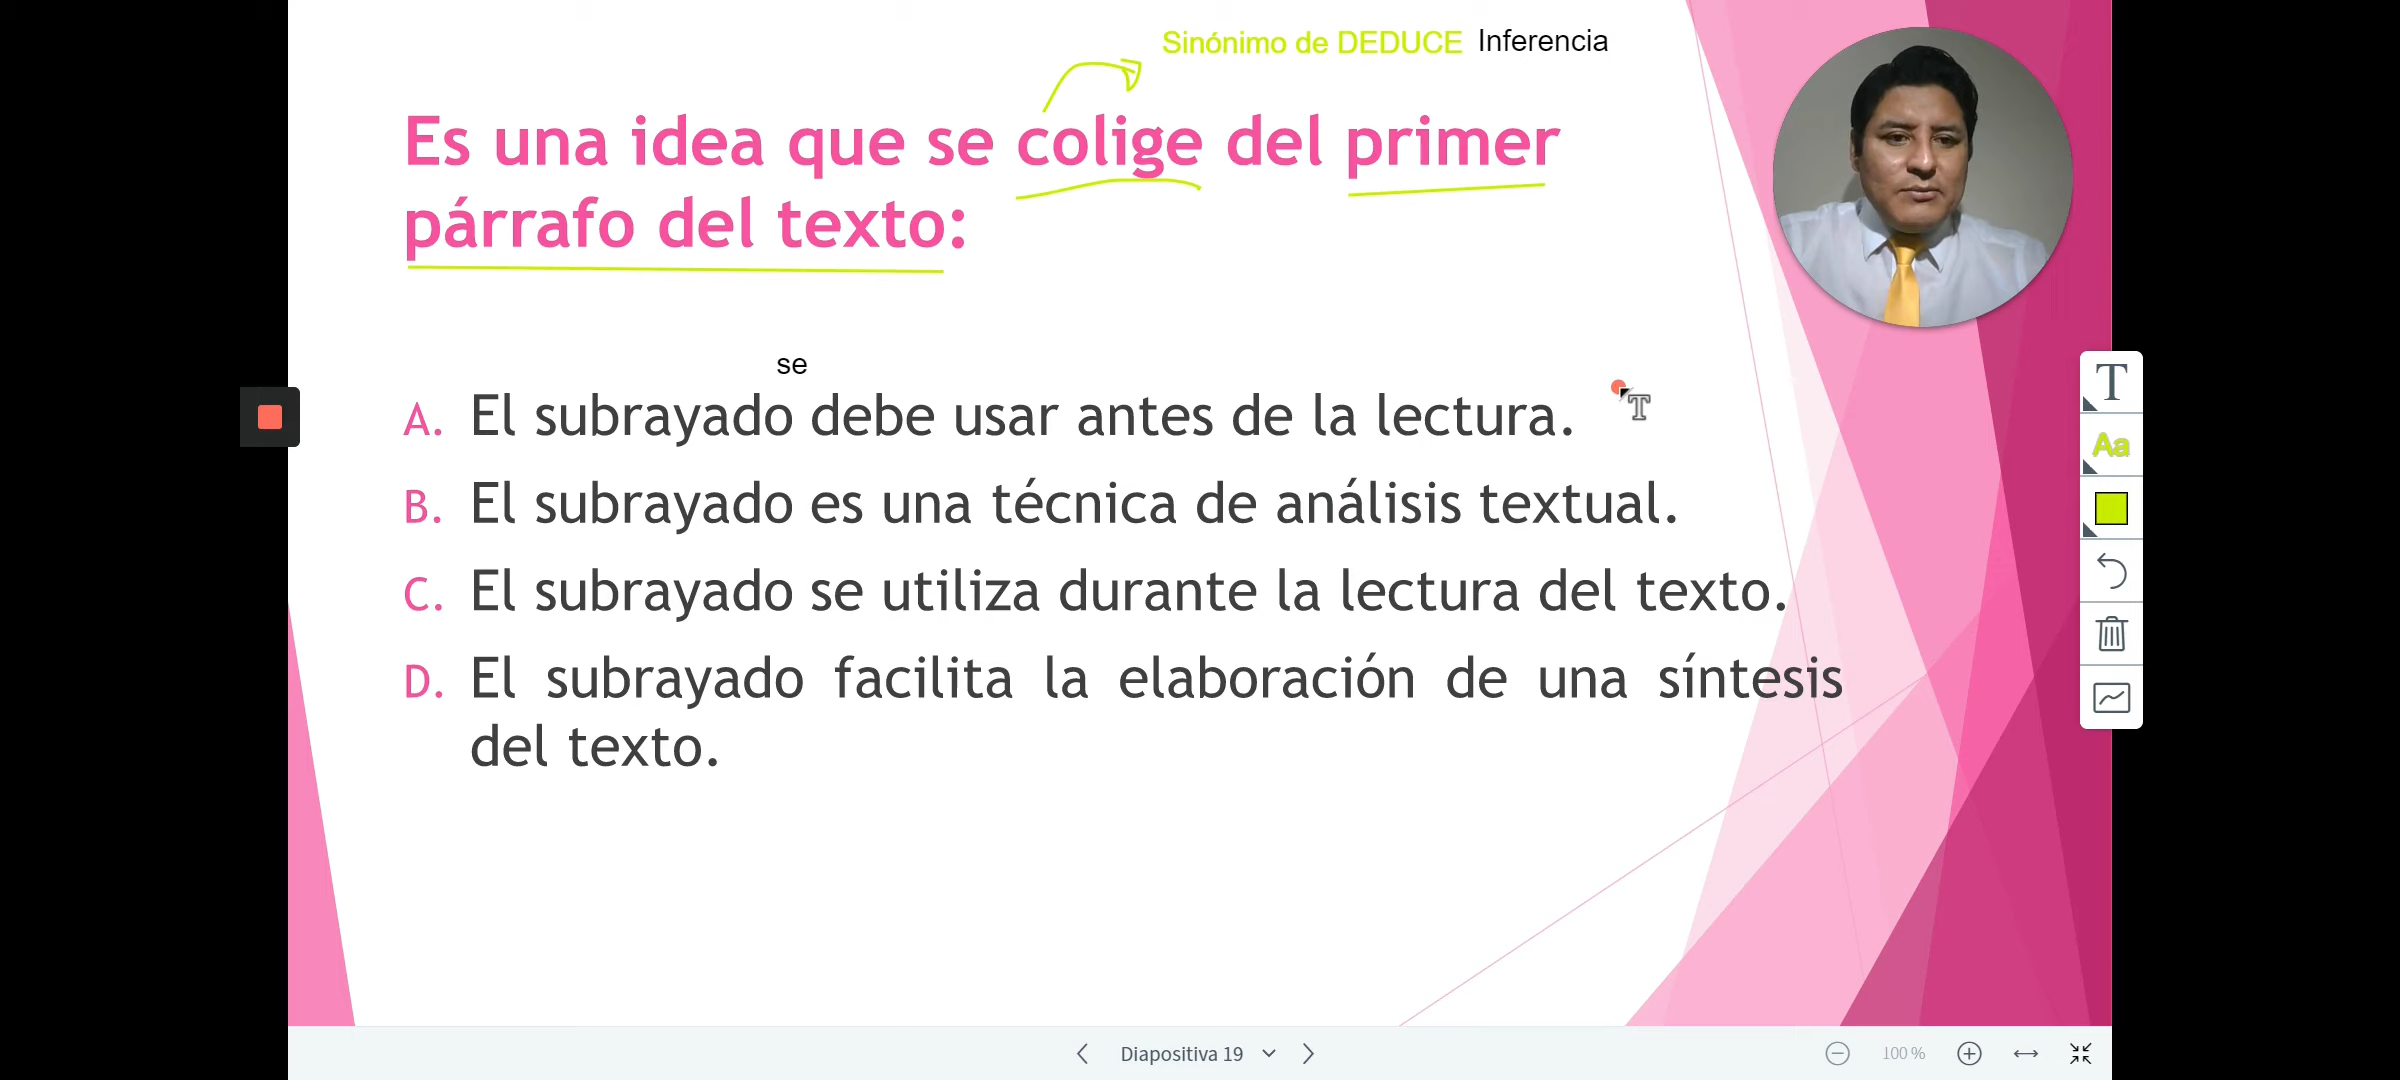 Sinónimo de DEDUCE Inferencia
Es una idea que se colige del primer
párrafo del texto:
se
A. El subrayado debe usar antes de la lectura.
B. El subrayado es una técnica de análisis textual.
C. El subrayado se utiliza durante la lectura del texto.
D. El subrayado facilita la elaboración de una síntesis
del texto.
T
Aa
Diapositiva 19
100 %